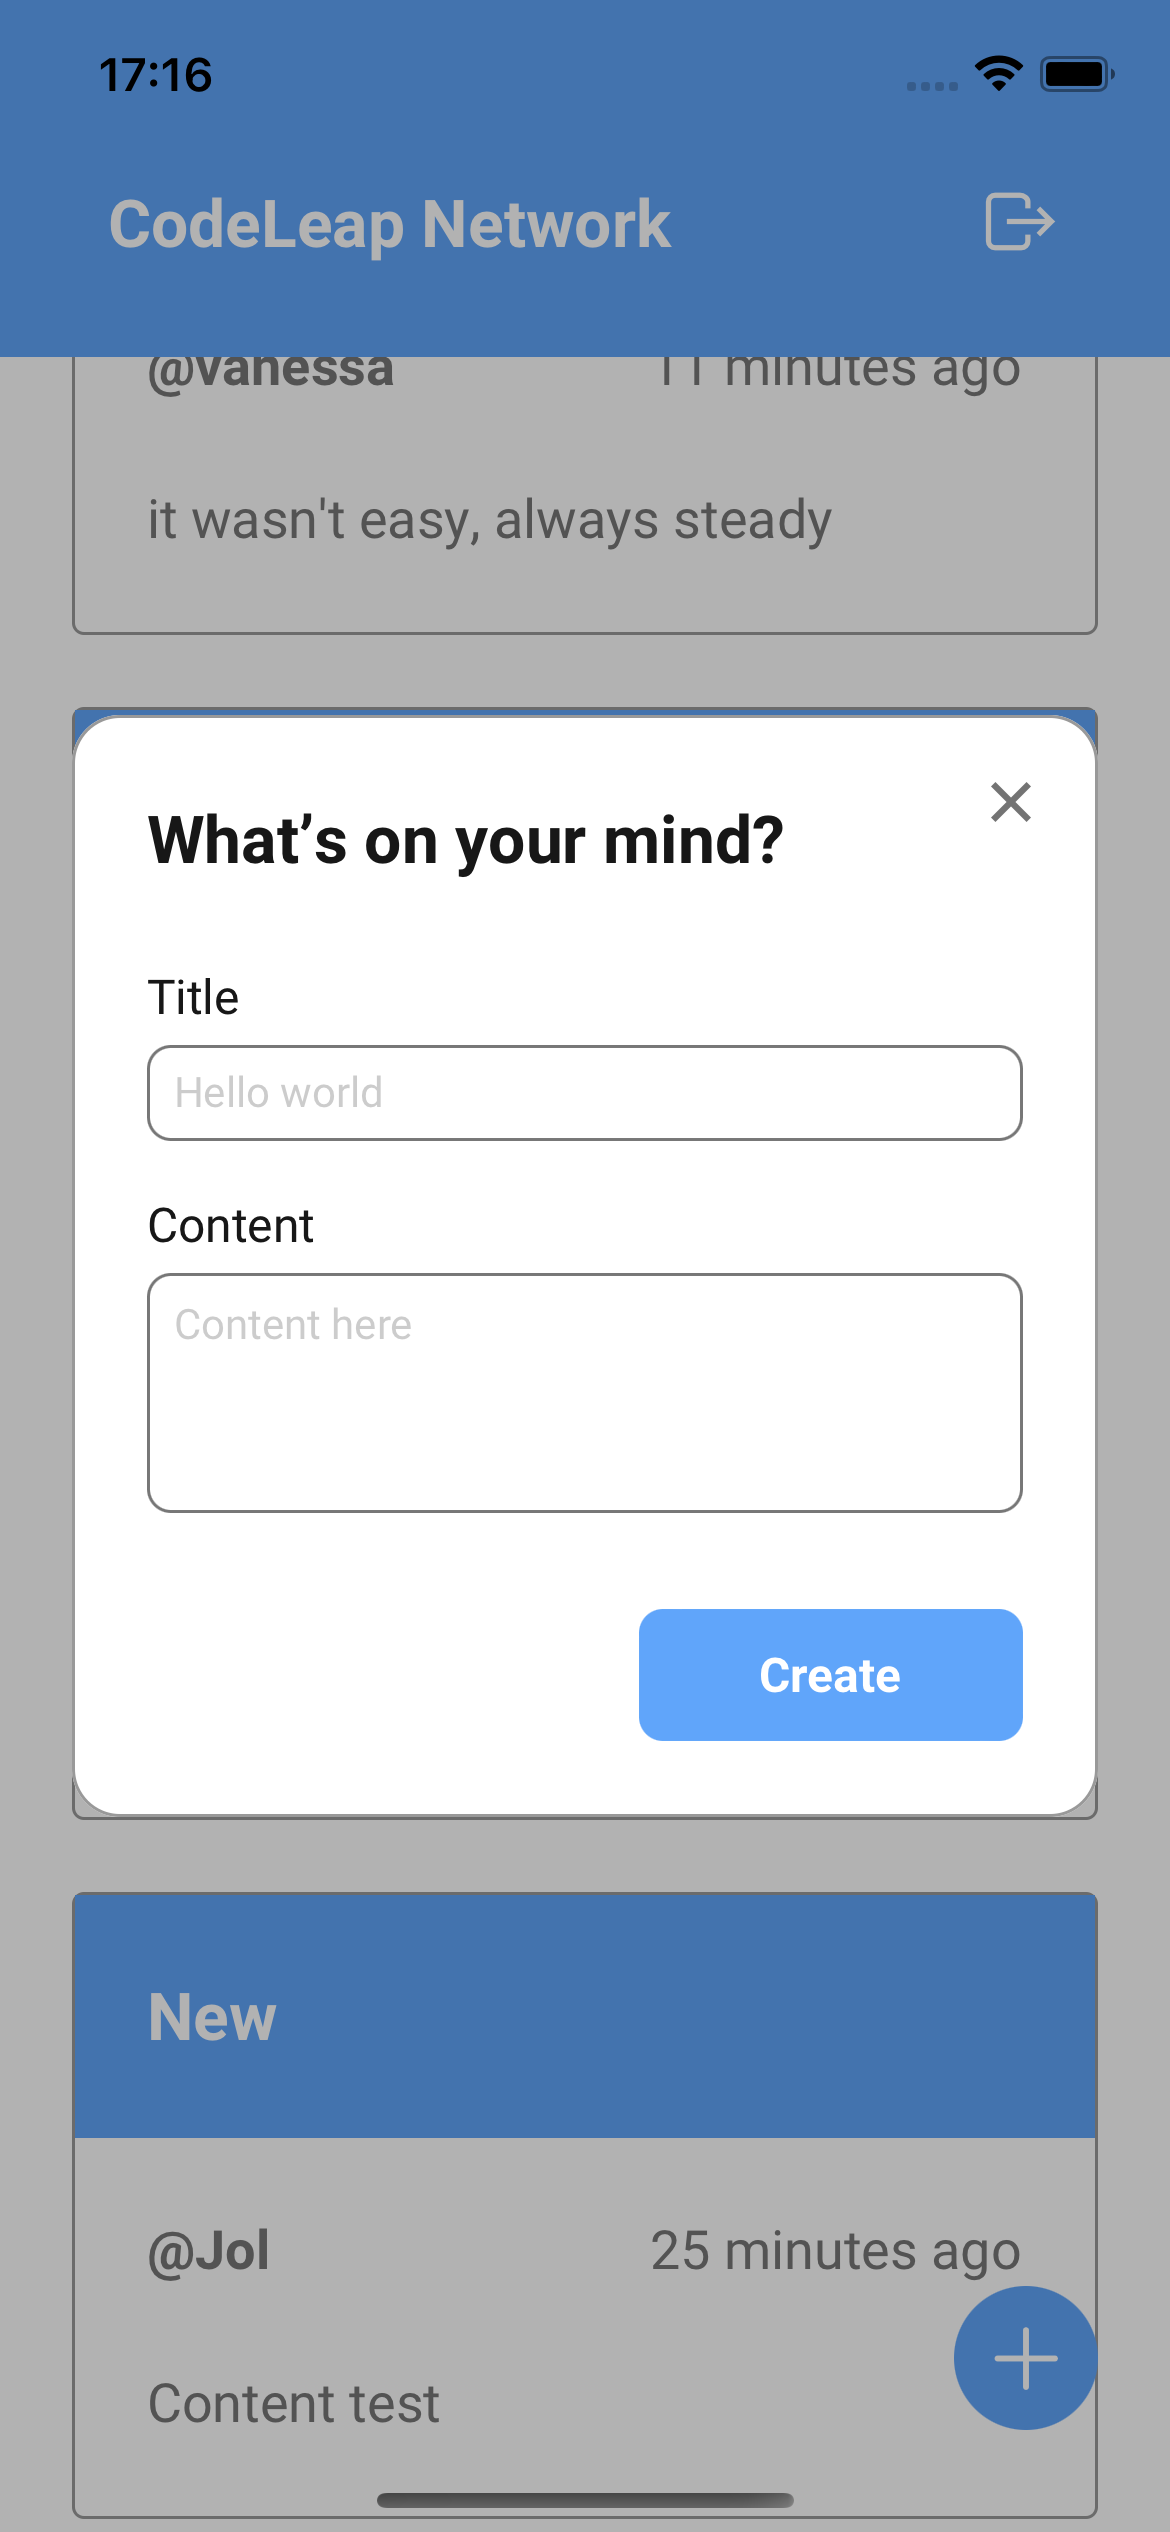 17:16
CodeLeap Network
@vanessa 11 minutes ago
it wasn't easy, always steady
What’s on your mind?
Title
Hello world
Content
Content here
Create
New
@Jol 25 minutes ago
Content test